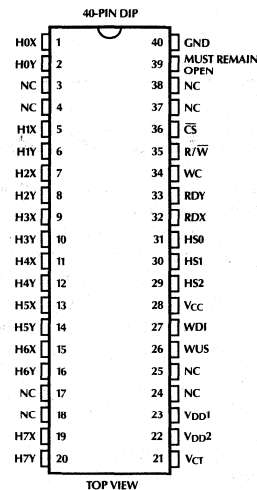 40-PIN DIP
H0X 1 40 GND
H0Y 2 39 MUST REMAIN
OPEN
NC 3 38 NC
NC 4 37 NC
H1X 5 36 C̅S̅
H1Y 6 35 R/W̅
H2X 7 34 WC
H2Y 8 33 RDY
H3X 9 32 RDX
H3Y 10 31 HS0
H4X 11 30 HS1
H4Y 12 29 HS2
H5X 13 28 VCC
H5Y 14 27 WDI
H6X 15 26 WUS
H6Y 16 25 NC
NC 17 24 NC
NC 18 23 VDD1
H7X 19 22 VDD2
H7Y 20 21 VCT
TOP VIEW